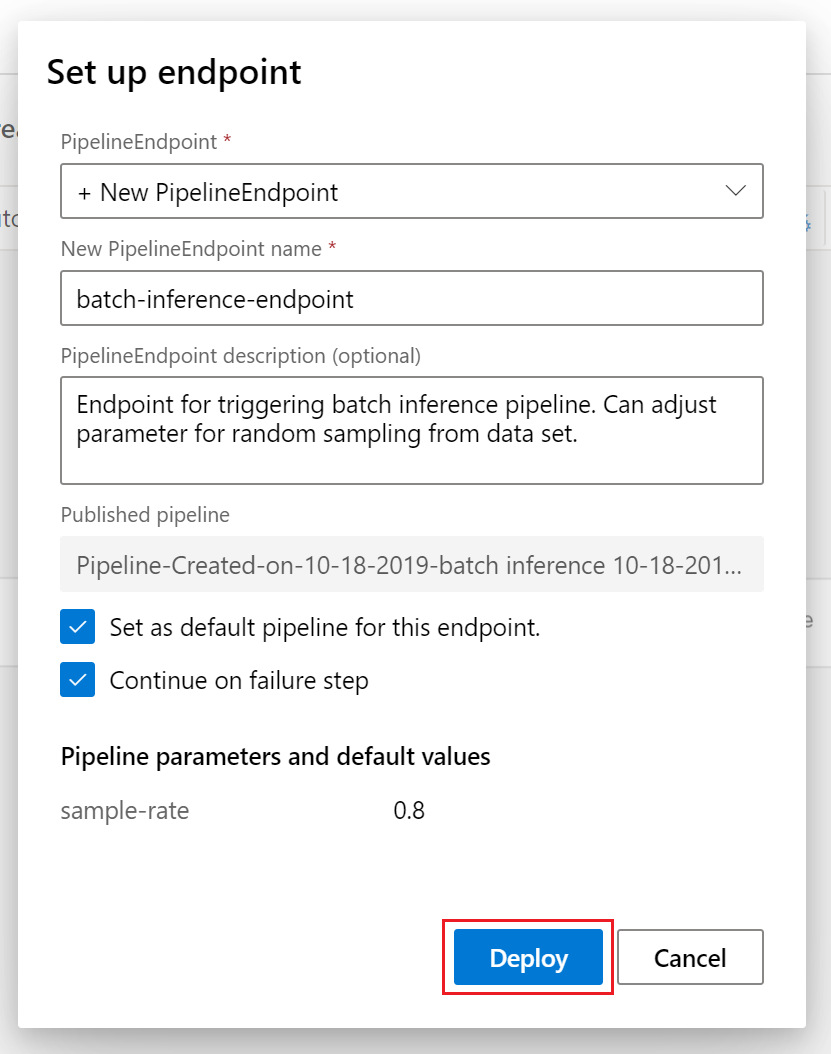 Set up endpoint
PipelineEndpoint *
+ New PipelineEndpoint
New PipelineEndpoint name *
batch-inference-endpoint
PipelineEndpoint description (optional)
Endpoint for triggering batch inference pipeline. Can adjust
parameter for random sampling from data set.
Published pipeline
Pipeline-Created-on-10-18-2019-batch inference 10-18-201...
Set as default pipeline for this endpoint.
Continue on failure step
Pipeline parameters and default values
sample-rate 0.8
Deploy Cancel